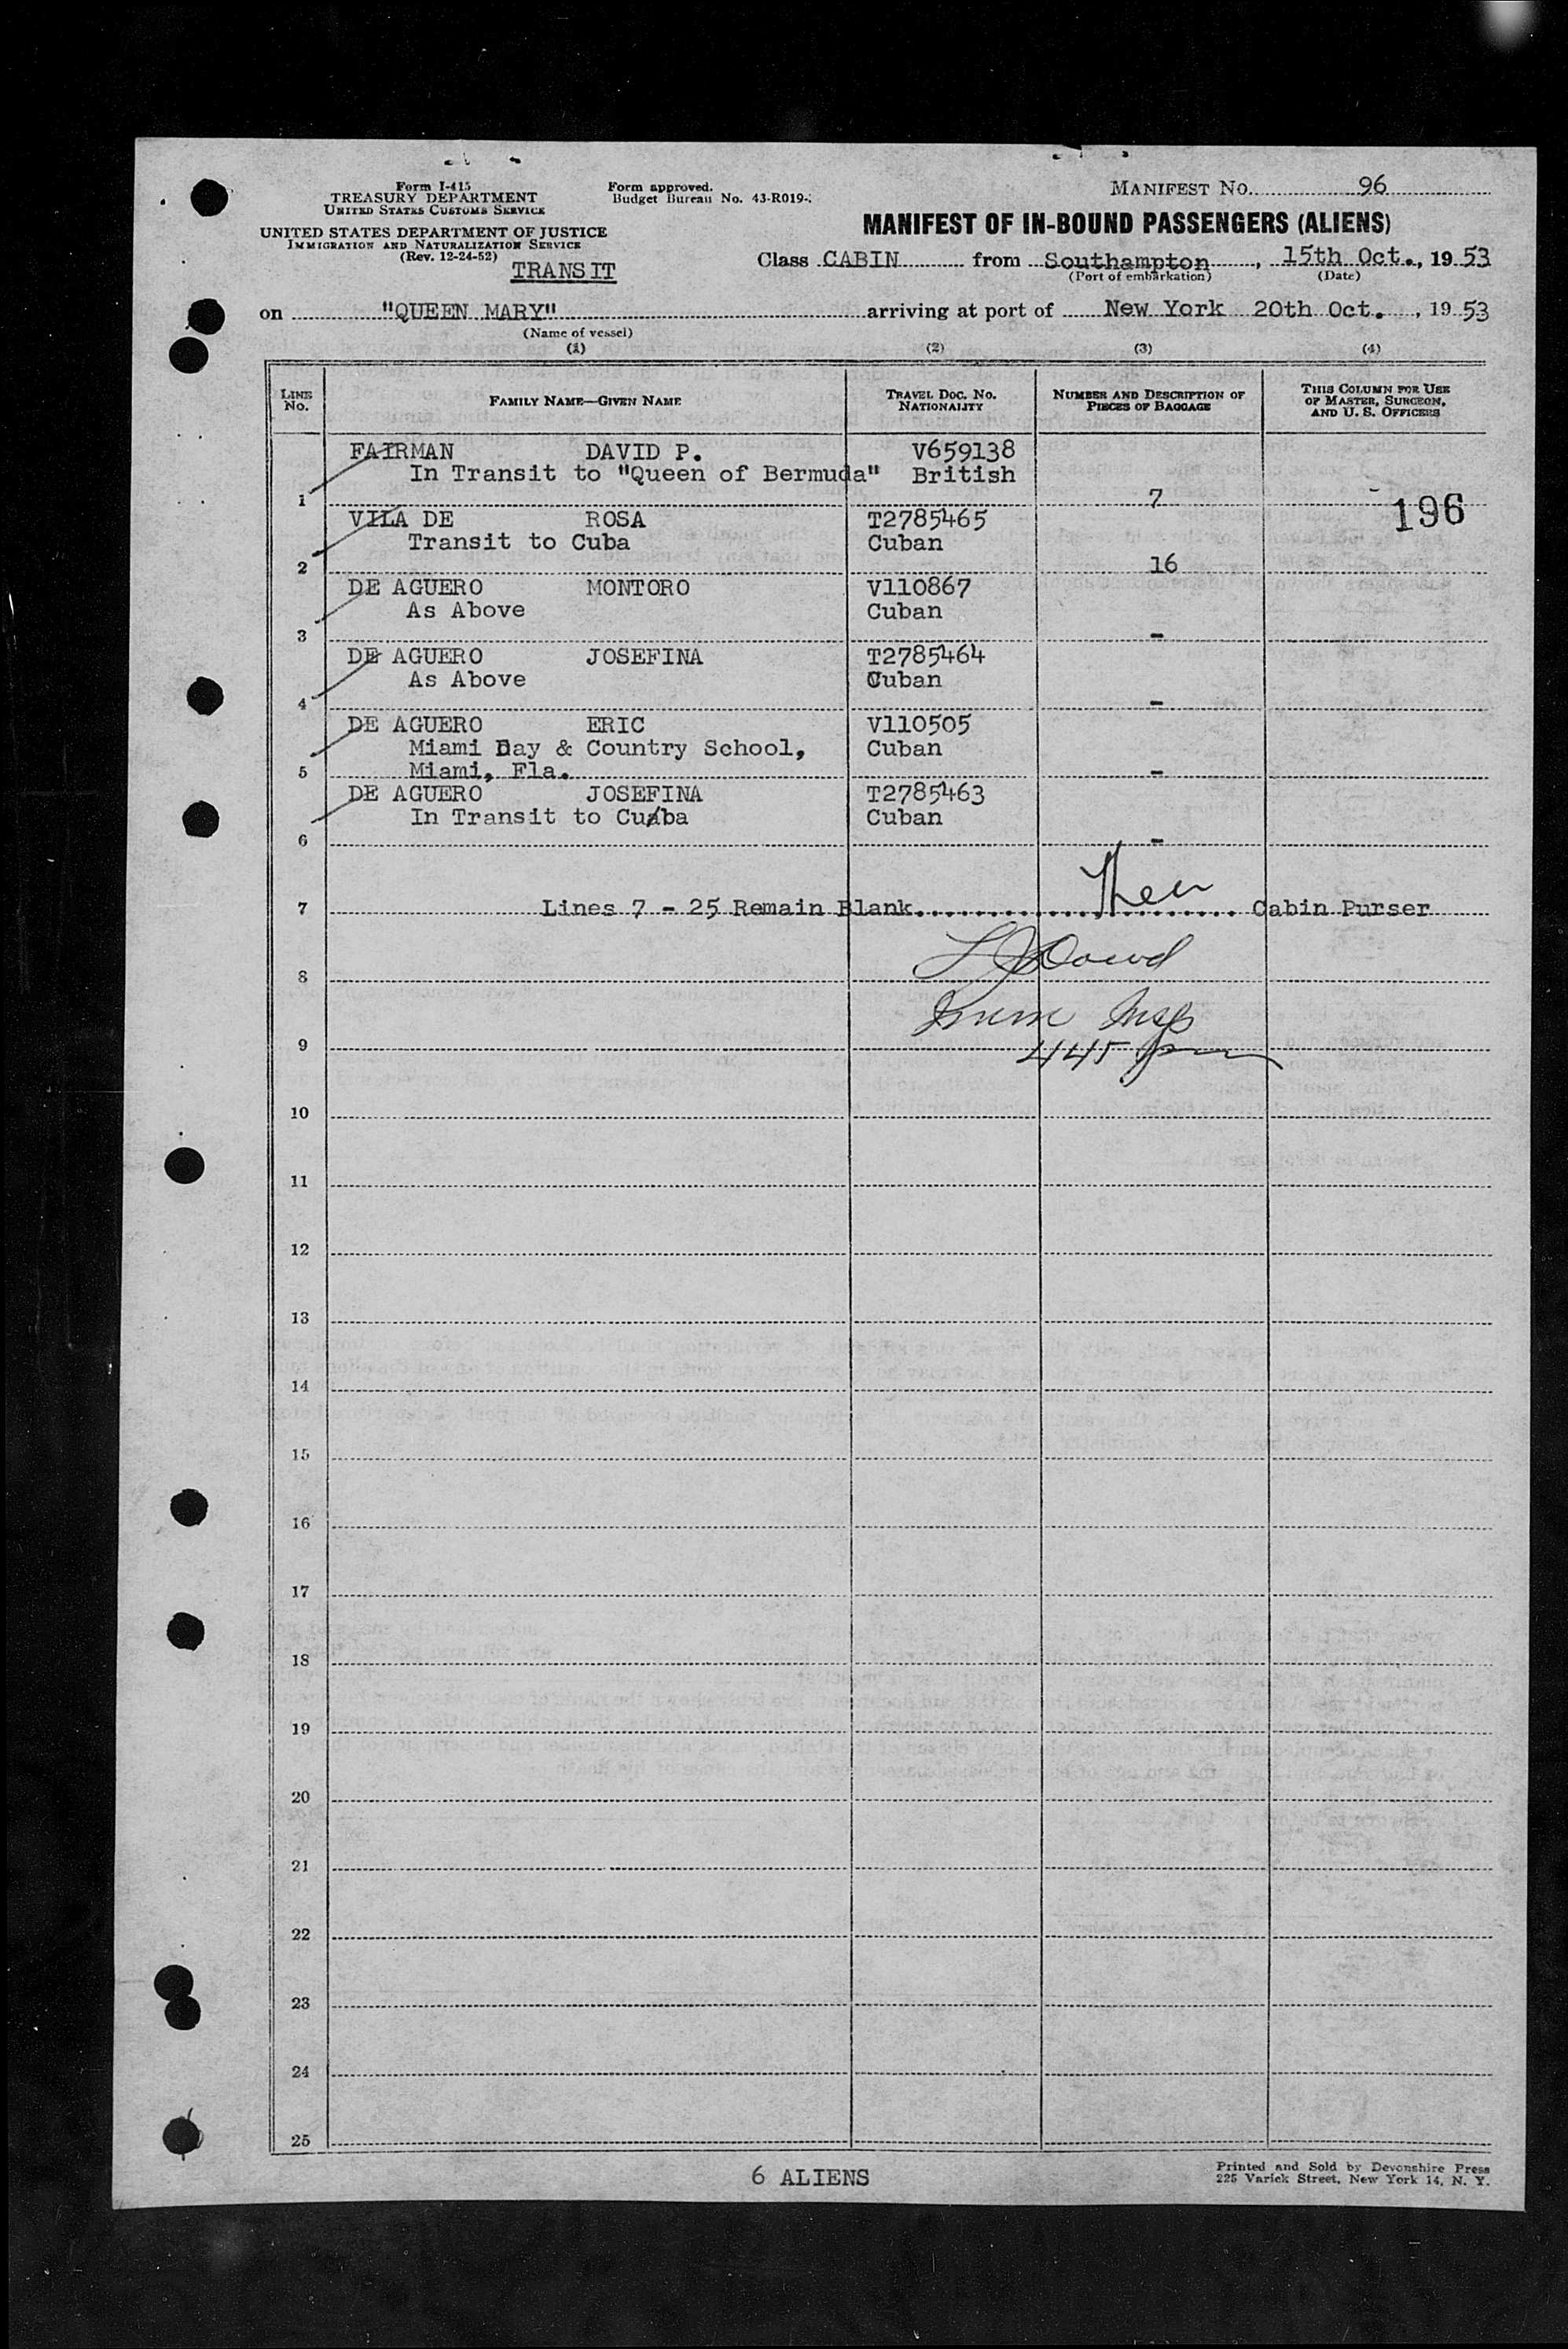 Form I-415
TREASURY DEPARTMENT
UNITED STATES CUSTOMS SERVICE
UNITED STATES DEPARTMENT OF JUSTICE
IMMIGRATION AND NATURALIZATION SERVICE
(Rev. 12-24-52)
TRANSIT
Form approved.
Budget Bureau No. 43-R019-
MANIFEST NO. 96
MANIFEST OF IN-BOUND PASSENGERS (ALIENS)
Class CABIN from Southampton, 15th Oct., 1953
(Port of embarkation) (Date)
on "QUEEN MARY" arriving at port of New York 20th Oct., 1953
(Name of vessel)
(1) (2) (3) (4)
LINE NO. FAMILY NAME—GIVEN NAME TRAVEL DOC. NO. NATIONALITY NUMBER AND DESCRIPTION OF PIECES OF BAGGAGE THIS COLUMN FOR USE OF MASTER, SURGEON, AND U. S. OFFICERS
FAIRMAN DAVID P. V659138
In Transit to "Queen of Bermuda" British
1 7
196
VILA DE ROSA T2785465
Transit to Cuba Cuban
2 16
DE AGUERO MONTORO V110867
As Above Cuban
3 -
DE AGUERO JOSEFINA T2785464
As Above Cuban
4 -
DE AGUERO ERIC V110505
Miami Day & Country School, Cuban
5 Miami, Fla. -
DE AGUERO JOSEFINA T2785463
In Transit to Cuba Cuban
6 -
7 Lines 7 - 25 Remain Blank........................ Cabin Purser
8
Imm Insp
9 445 pm
10
11
12
13
14
15
16
17
18
19
20
21
22
23
24
25
6 ALIENS
Printed and Sold by Devonshire Press
225 Varick Street, New York 14, N. Y.